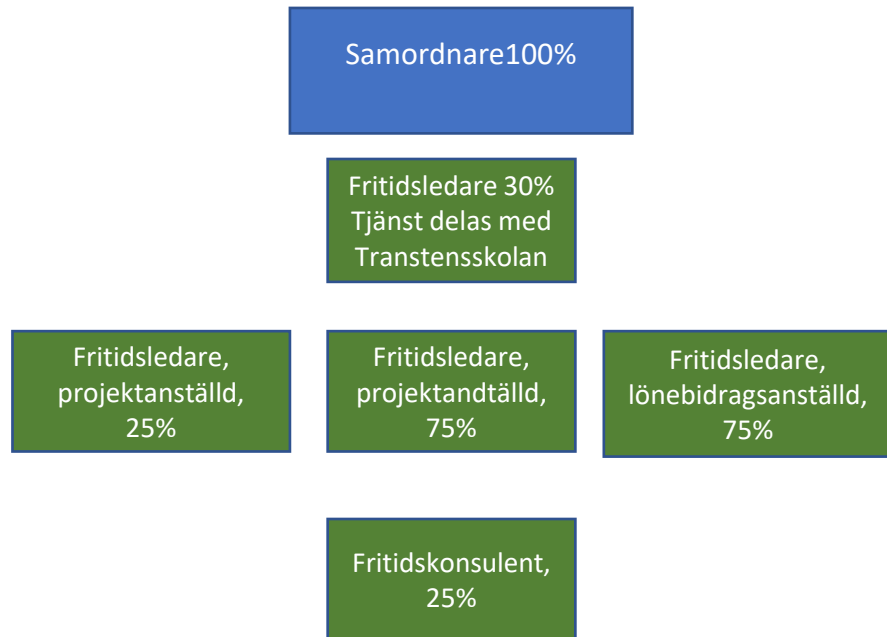 Samordnare100%
Fritidsledare 30%
Tjänst delas med
Transtensskolan
Fritidsledare,
projektanställd,
25%
Fritidsledare,
projektandtälld,
75%
Fritidsledare,
lönebidragsanställd,
75%
Fritidskonsulent,
25%